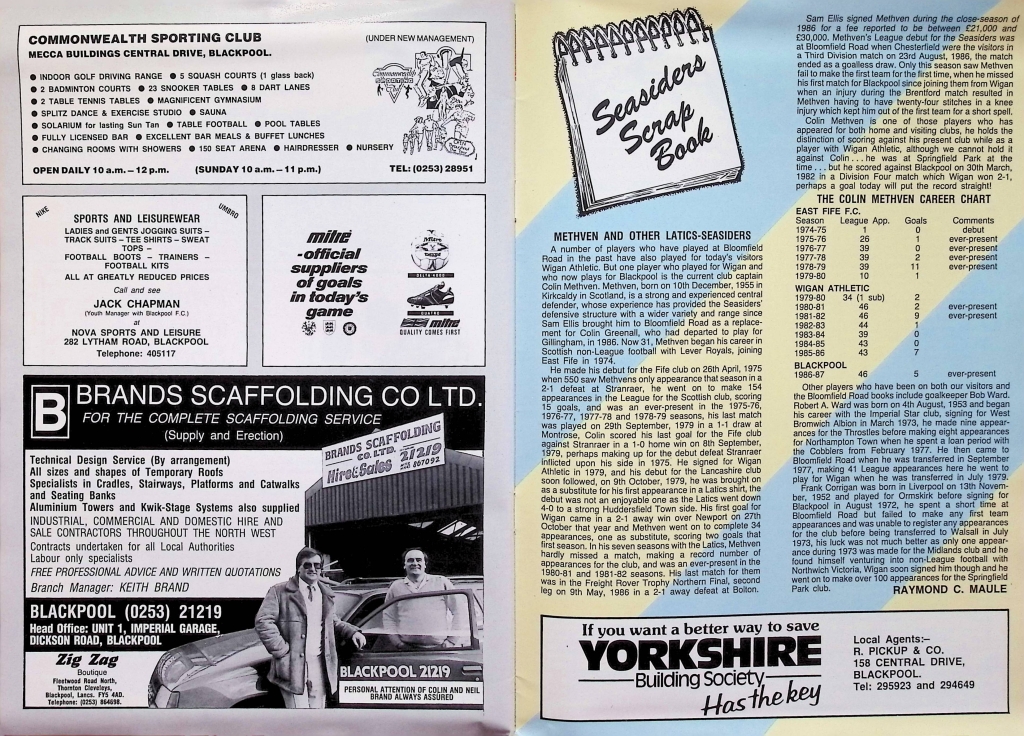 COMMONWEALTH SPORTING CLUB
(UNDER NEW MANAGEMENT)
MECCA BUILDINGS CENTRAL DRIVE, BLACKPOOL.
● INDOOR GOLF DRIVING RANGE ● 5 SQUASH COURTS (1 glass back)
● 2 BADMINTON COURTS ● 23 SNOOKER TABLES ● 8 DART LANES
● 2 TABLE TENNIS TABLES ● MAGNIFICENT GYMNASIUM
● SPLITZ DANCE & EXERCISE STUDIO ● SAUNA
● SOLARIUM for lasting Sun Tan ● TABLE FOOTBALL ● POOL TABLES
● FULLY LICENSED BAR ● EXCELLENT BAR MEALS & BUFFET LUNCHES
● CHANGING ROOMS WITH SHOWERS ● 150 SEAT ARENA ● HAIRDRESSER ● NURSERY
OPEN DAILY 10 a.m. – 12 p.m. (SUNDAY 10 a.m. – 11 p.m.) TEL: (0253) 28951
Commonwealth
SPORTING
NIKE
UMBRO
SPORTS AND LEISUREWEAR
LADIES and GENTS JOGGING SUITS –
TRACK SUITS – TEE SHIRTS – SWEAT
TOPS –
FOOTBALL BOOTS – TRAINERS –
FOOTBALL KITS
ALL AT GREATLY REDUCED PRICES
Call and see
JACK CHAPMAN
(Youth Manager with Blackpool F.C.)
at
NOVA SPORTS AND LEISURE
282 LYTHAM ROAD, BLACKPOOL
Telephone: 405117
mitre
-official
suppliers
of goals
in today's
game
Mitre
DELTA 4000
QUATRO
mitre
QUALITY COMES FIRST
B
BRANDS SCAFFOLDING CO LTD.
FOR THE COMPLETE SCAFFOLDING SERVICE
(Supply and Erection)
Technical Design Service (By arrangement)
All sizes and shapes of Temporary Roofs
Specialists in Cradles, Stairways, Platforms and Catwalks
and Seating Banks
Aluminium Towers and Kwik-Stage Systems also supplied
INDUSTRIAL, COMMERCIAL AND DOMESTIC HIRE AND
SALE CONTRACTORS THROUGHOUT THE NORTH WEST
Contracts undertaken for all Local Authorities
Labour only specialists
FREE PROFESSIONAL ADVICE AND WRITTEN QUOTATIONS
Branch Manager: KEITH BRAND
BLACKPOOL (0253) 21219
Head Office: UNIT 1, IMPERIAL GARAGE,
DICKSON ROAD, BLACKPOOL
BRANDS SCAFFOLDING
CO. LTD.
Hire & Sales
21219
867092
BLACKPOOL 21219
PERSONAL ATTENTION OF COLIN AND NEIL
BRAND ALWAYS ASSURED
Zig Zag
Boutique
Fleetwood Road North,
Thornton Cleveleys,
Blackpool, Lancs. FY5 4AD.
Telephone: (0253) 864698.
Seasiders
Scrap
Book
METHVEN AND OTHER LATICS-SEASIDERS
A number of players who have played at Bloomfield
Road in the past have also played for today's visitors
Wigan Athletic. But one player who played for Wigan and
who now plays for Blackpool is the current club captain
Colin Methven. Methven, born on 10th December, 1955 in
Kirkcaldy in Scotland, is a strong and experienced central
defender, whose experience has provided the Seasiders'
defensive structure with a wider variety and range since
Sam Ellis brought him to Bloomfield Road as a replace-
ment for Colin Greenall, who had departed to play for
Gillingham, in 1986. Now 31, Methven began his career in
Scottish non-League football with Lever Royals, joining
East Fife in 1974.
He made his debut for the Fife club on 26th April, 1975
when 550 saw Methvens only appearance that season in a
2-1 defeat at Stranraer, he went on to make 154
appearances in the League for the Scottish club, scoring
15 goals, and was an ever-present in the 1975-76,
1976-77, 1977-78 and 1978-79 seasons, his last match
was played on 29th September, 1979 in a 1-1 draw at
Montrose, Colin scored his last goal for the Fife club
against Stranraer in a 1-0 home win on 8th September,
1979, perhaps making up for the debut defeat Stranraer
inflicted upon his side in 1975. He signed for Wigan
Athletic in 1979, and his debut for the Lancashire club
soon followed, on 9th October, 1979, he was brought on
as a substitute for his first appearance in a Latics shirt, the
debut was not an enjoyable one as the Latics went down
4-0 to a strong Huddersfield Town side. His first goal for
Wigan came in a 2-1 away win over Newport on 27th
October that year and Methven went on to complete 34
appearances, one as substitute, scoring two goals that
first season. In his seven seasons with the Latics, Methven
hardly missed a match, making a record number of
appearances for the club, and was an ever-present in the
1980-81 and 1981-82 seasons. His last match for them
was in the Freight Rover Trophy Northern Final, second
leg on 9th May, 1986 in a 2-1 away defeat at Bolton.
Sam Ellis signed Methven during the close-season of
1986 for a fee reported to be between £21,000 and
£30,000. Methven's League debut for the Seasiders was
at Bloomfield Road when Chesterfield were the visitors in
a Third Division match on 23rd August, 1986, the match
ended as a goalless draw. Only this season saw Methven
fail to make the first team for the first time, when he missed
his first match for Blackpool since joining them from Wigan
when an injury during the Brentford match resulted in
Methven having to have twenty-four stitches in a knee
injury which kept him out of the first team for a short spell.
Colin Methven is one of those players who has
appeared for both home and visiting clubs, he holds the
distinction of scoring against his present club while as a
player with Wigan Athletic, although we cannot hold it
against Colin . . . he was at Springfield Park at the
time . . . but he scored against Blackpool on 30th March,
1982 in a Division Four match which Wigan won 2-1,
perhaps a goal today will put the record straight!
THE COLIN METHVEN CAREER CHART
EAST FIFE F.C.
Season League App. Goals Comments
1974-75 1 0 debut
1975-76 26 1 ever-present
1976-77 39 0 ever-present
1977-78 39 2 ever-present
1978-79 39 11 ever-present
1979-80 10 1
WIGAN ATHLETIC
1979-80 34 (1 sub) 2
1980-81 46 2 ever-present
1981-82 46 9 ever-present
1982-83 44 1
1983-84 39 0
1984-85 43 0
1985-86 43 7
BLACKPOOL
1986-87 46 5 ever-present
Other players who have been on both our visitors and
the Bloomfield Road books include goalkeeper Bob Ward.
Robert A. Ward was born on 4th August, 1953 and began
his career with the Imperial Star club, signing for West
Bromwich Albion in March 1973, he made nine appear-
ances for the Throstles before making eight appearances
for Northampton Town when he spent a loan period with
the Cobblers from February 1977. He then came to
Bloomfield Road when he was transferred in September
1977, making 41 League appearances here he went to
play for Wigan when he was transferred in July 1979.
Frank Corrigan was born in Liverpool on 13th Novem-
ber, 1952 and played for Ormskirk before signing for
Blackpool in August 1972, he spent a short time at
Bloomfield Road but failed to make any first team
appearances and was unable to register any appearances
for the club before being transferred to Walsall in July
1973, his luck was not much better as only one appear-
ance during 1973 was made for the Midlands club and he
found himself venturing into non-League football with
Northwich Victoria, Wigan soon signed him though and he
went on to make over 100 appearances for the Springfield
Park club.
RAYMOND C. MAULE
If you want a better way to save
YORKSHIRE
Building Society
Has the key
Local Agents:–
R. PICKUP & CO.
158 CENTRAL DRIVE,
BLACKPOOL.
Tel: 295923 and 294649